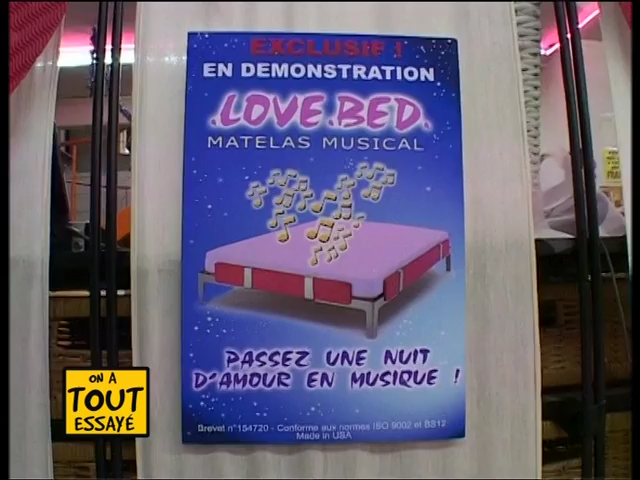 EXCLUSIF !
EN DEMONSTRATION
.LOVE.BED.
MATELAS MUSICAL
PASSEZ UNE NUIT
D'AMOUR EN MUSIQUE !
Brevet n°154720 - Conforme aux normes ISO 9002 et BS12
Made in USA
ON A
TOUT
ESSAYÉ